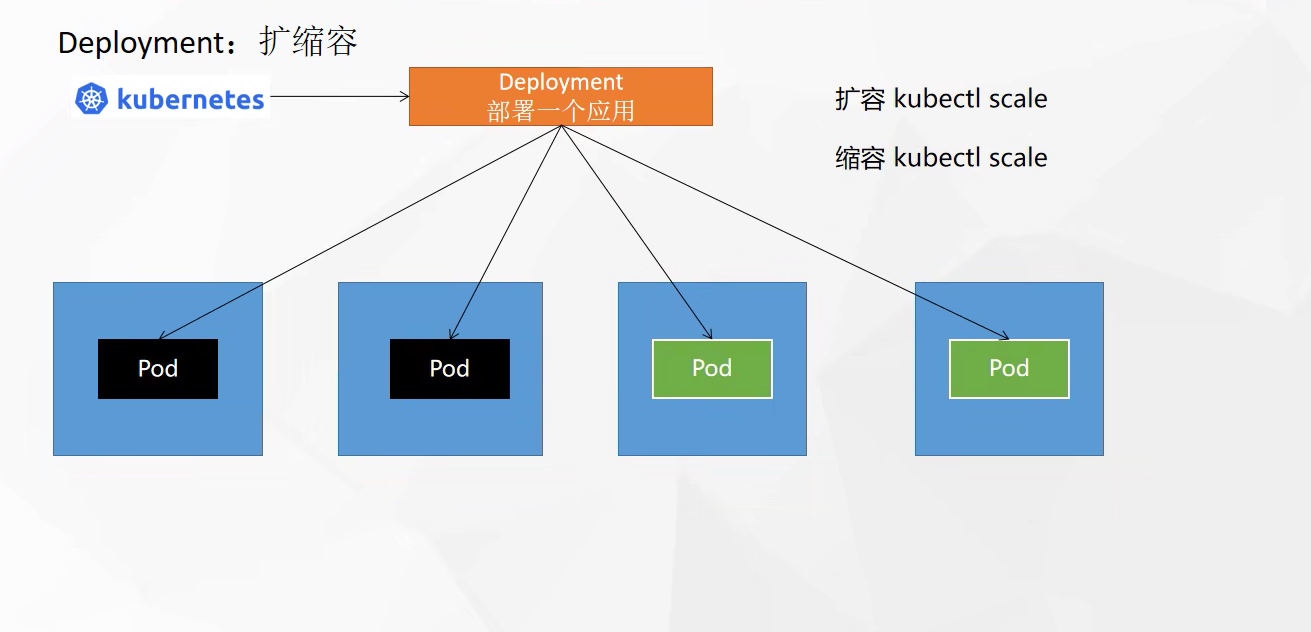 Deployment：扩缩容
kubernetes
Deployment
部署一个应用
扩容 kubectl scale
缩容 kubectl scale
Pod
Pod
Pod
Pod